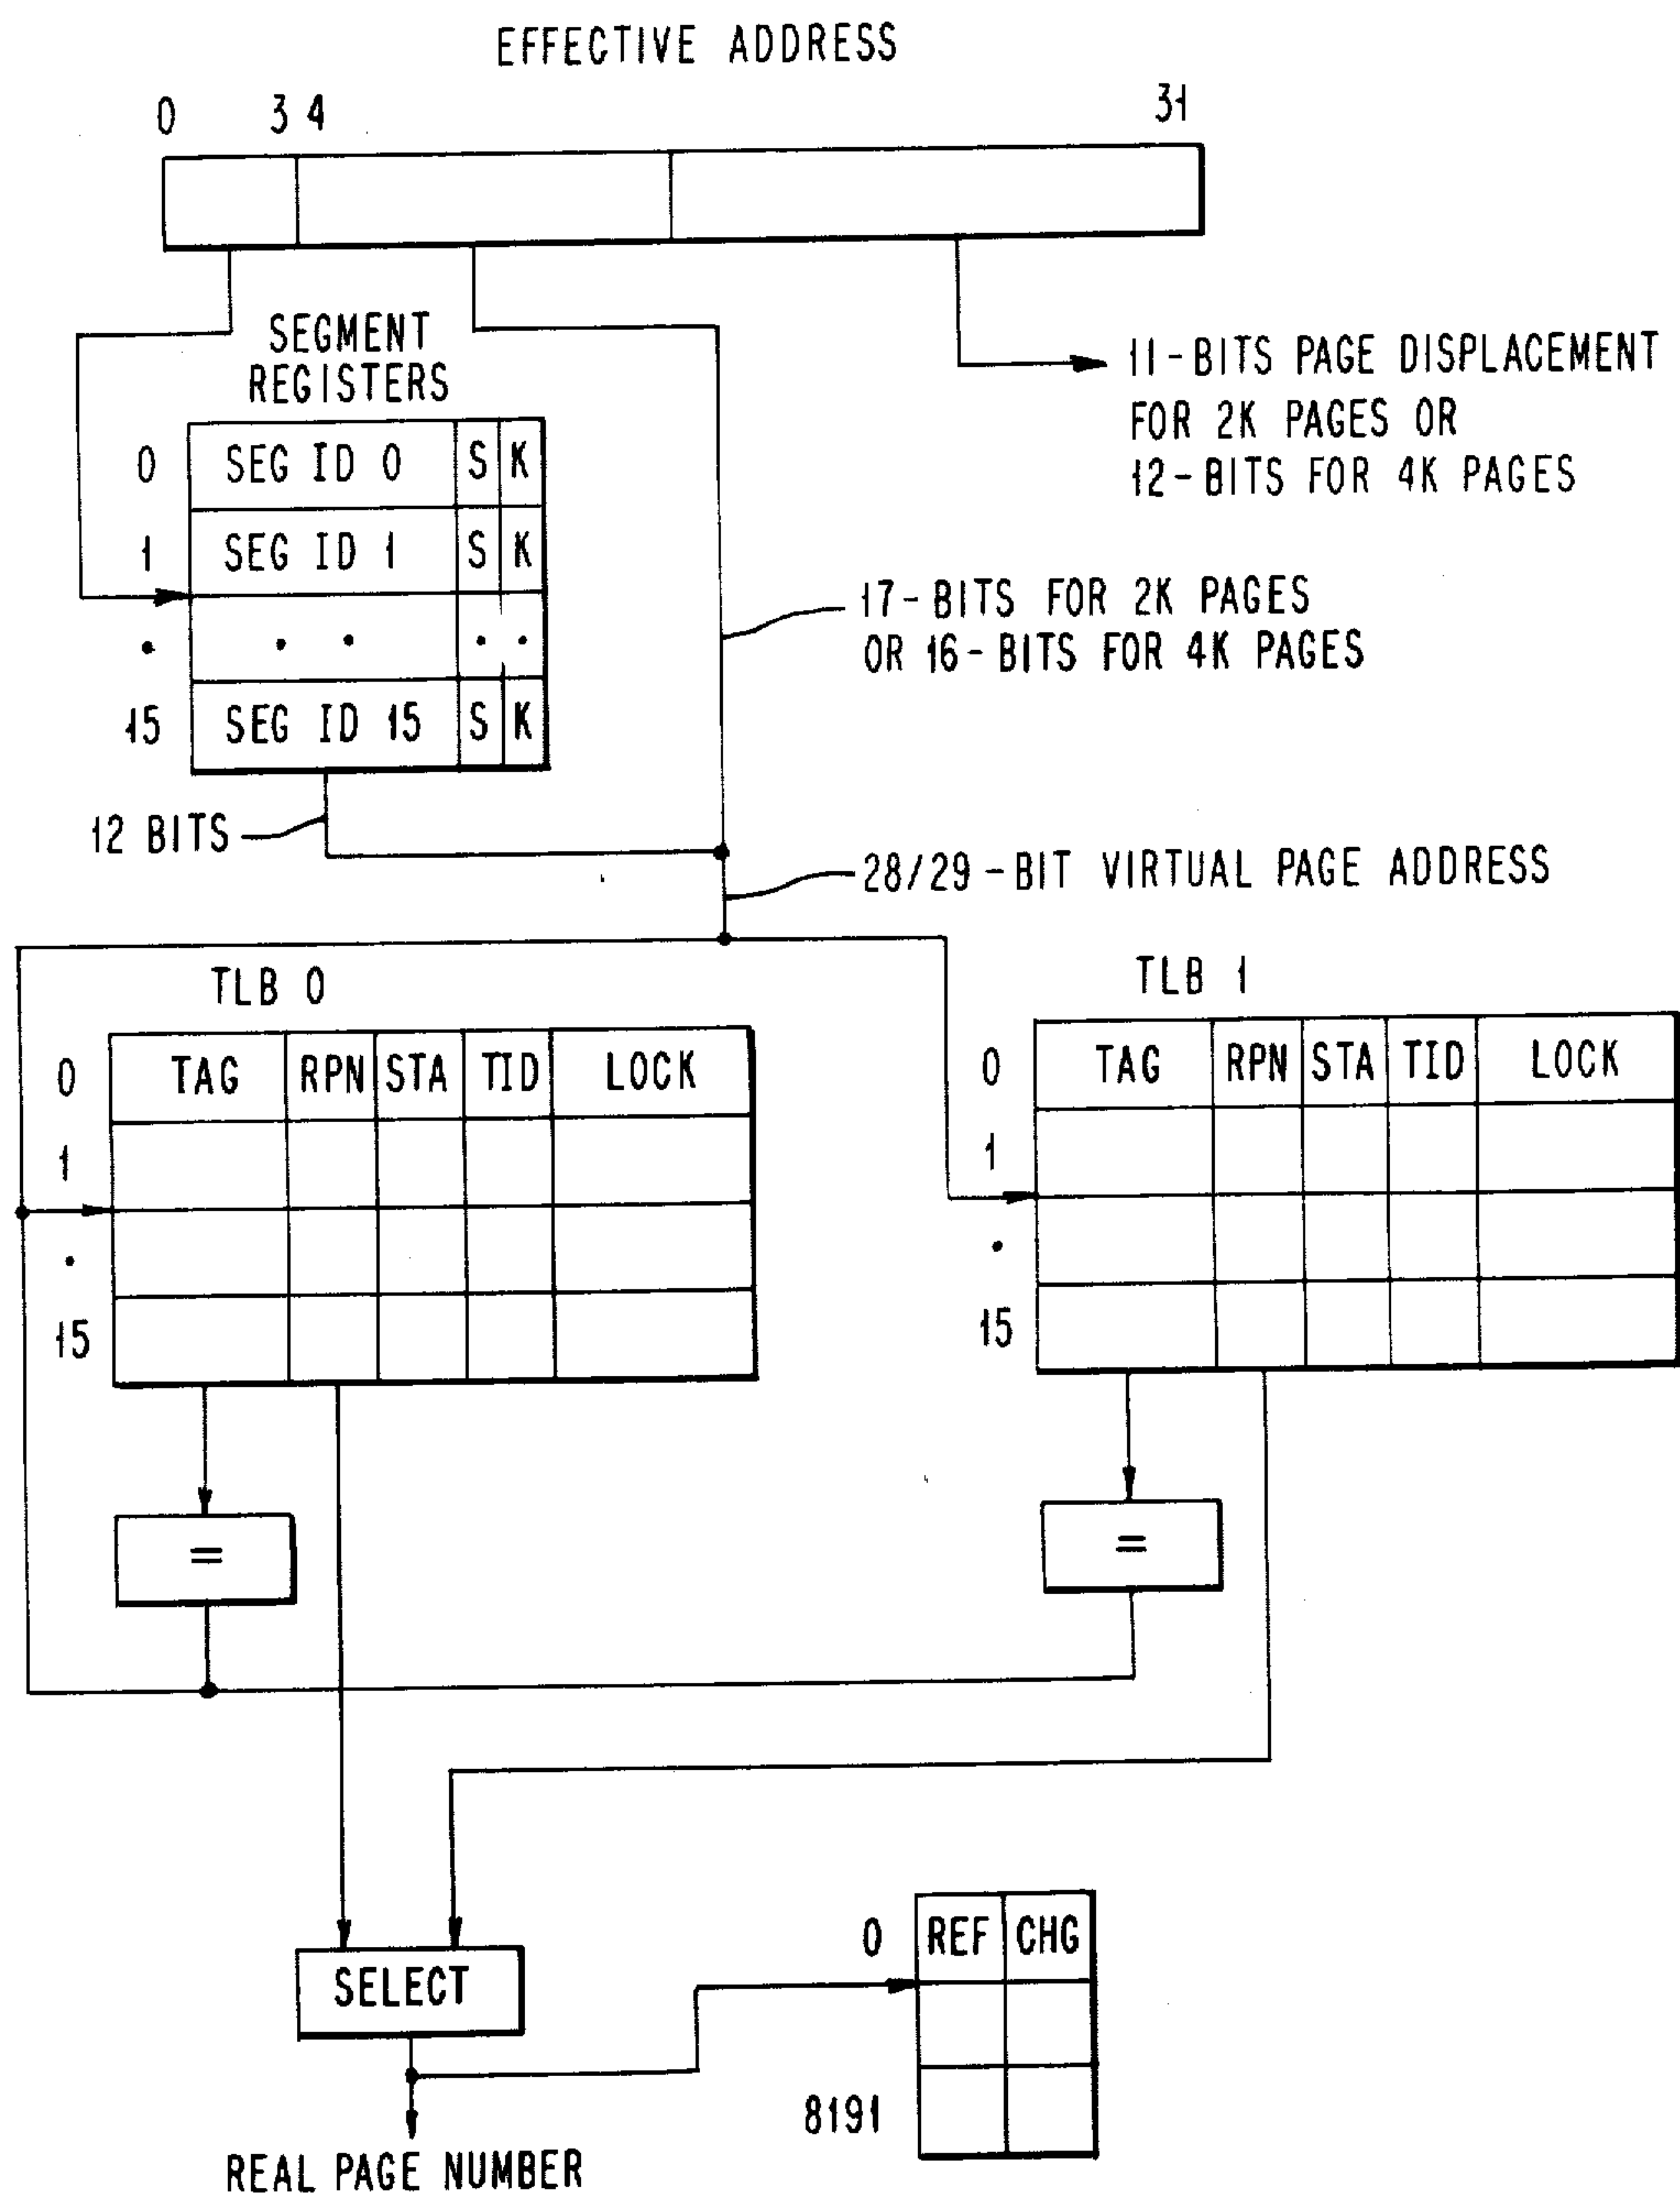 EFFECTIVE ADDRESS
0 3 4 31
SEGMENT
REGISTERS
11-BITS PAGE DISPLACEMENT
FOR 2K PAGES OR
12-BITS FOR 4K PAGES
0 SEG ID 0 S K
1 SEG ID 1 S K
. . . . .
15 SEG ID 15 S K
17-BITS FOR 2K PAGES
OR 16-BITS FOR 4K PAGES
12 BITS
28/29-BIT VIRTUAL PAGE ADDRESS
TLB 0
0 TAG RPN STA TID LOCK
1
.
15
=
TLB 1
0 TAG RPN STA TID LOCK
1
.
15
=
SELECT
0 REF CHG
8191
REAL PAGE NUMBER